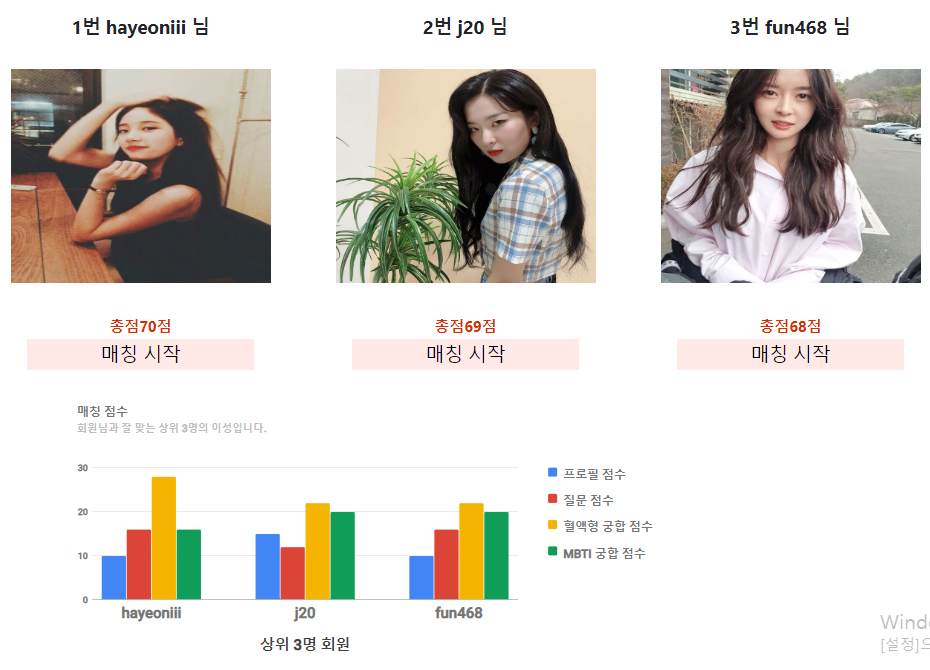 1번 hayeoniii 님
2번 j20 님
3번 fun468 님
총점70점
총점69점
총점68점
매칭 시작
매칭 시작
매칭 시작
매칭 점수
회원님과 잘 맞는 상위 3명의 이성입니다.
30
20
10
0
hayeoniii
j20
fun468
상위 3명 회원
프로필 점수
질문 점수
혈액형 궁합 점수
MBTI 궁합 점수
[설정]으